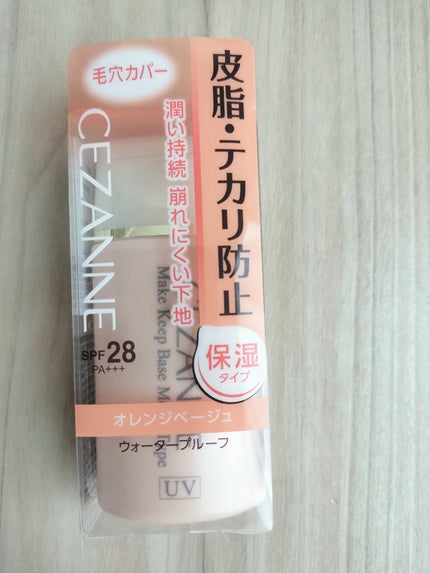 毛穴カバー
皮脂・テカリ防止
潤い持続 崩れにくい下地
CEZANNE
SPF 28
PA+++
保湿
タイプ
オレンジベージュ
ウォータープルーフ
CEZANNE
Make Keep Base M
UV